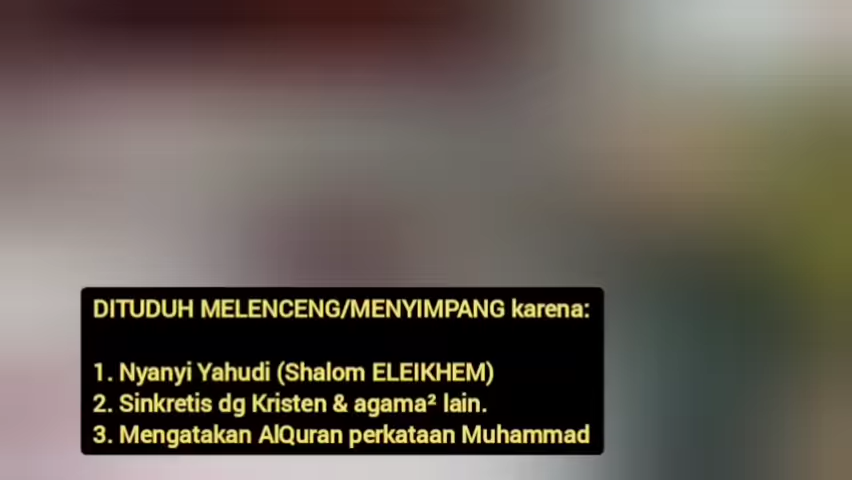 DITUDUH MELENCENG/MENYIMPANG karena:
1. Nyanyi Yahudi (Shalom ELEIKHEM)
2. Sinkretis dg Kristen & agama² lain.
3. Mengatakan AlQuran perkataan Muhammad